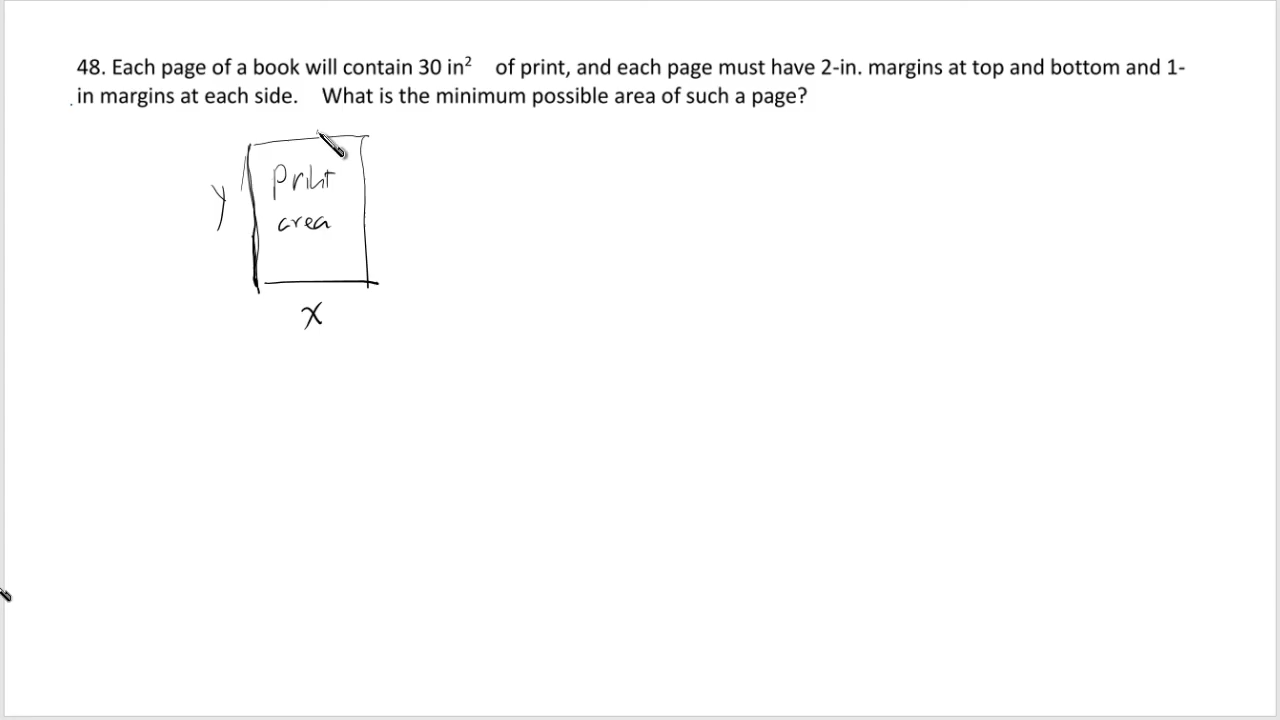 48. Each page of a book will contain 30 in² of print, and each page must have 2-in. margins at top and bottom and 1-
in margins at each side. What is the minimum possible area of such a page?
print
y
area
x